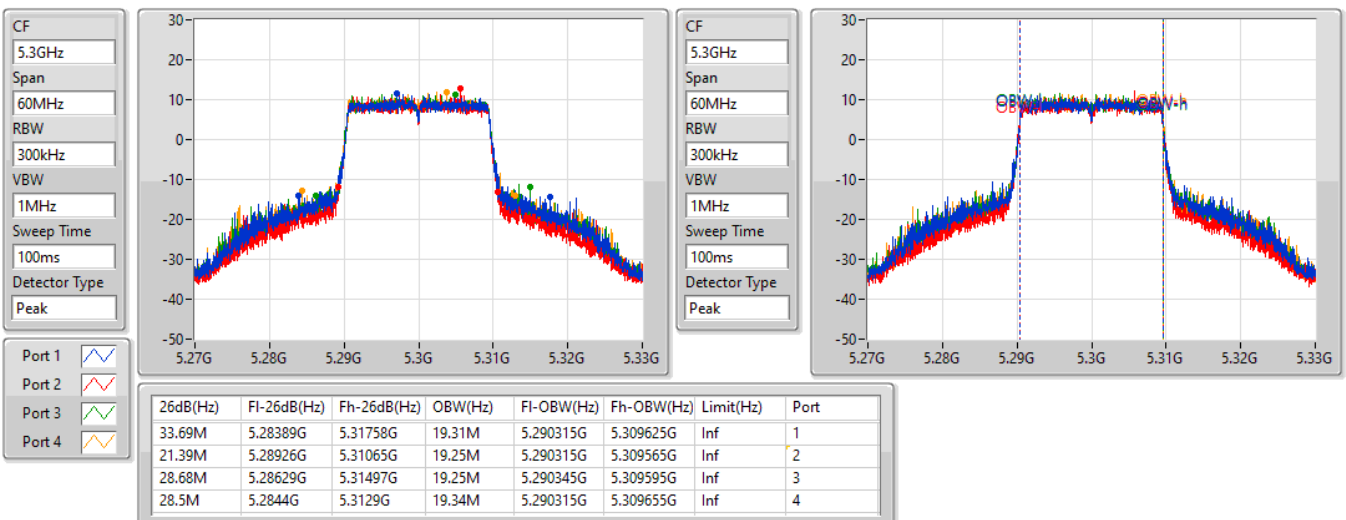 CF
5.3GHz
Span
60MHz
RBW
300kHz
VBW
1MHz
Sweep Time
100ms
Detector Type
Peak
30
20
10
0
-10
-20
-30
-40
-50
5.27G 5.28G 5.29G 5.3G 5.31G 5.32G 5.33G
CF
5.3GHz
Span
60MHz
RBW
300kHz
VBW
1MHz
Sweep Time
100ms
Detector Type
Peak
30
20
10
0
-10
-20
-30
-40
-50
OBW-h
5.27G 5.28G 5.29G 5.3G 5.31G 5.32G 5.33G
Port 1
Port 2
Port 3
Port 4
26dB(Hz) Fl-26dB(Hz) Fh-26dB(Hz) OBW(Hz) Fl-OBW(Hz) Fh-OBW(Hz) Limit(Hz) Port
33.69M 5.28389G 5.31758G 19.31M 5.290315G 5.309625G Inf 1
21.39M 5.28926G 5.31065G 19.25M 5.290315G 5.309565G Inf 2
28.68M 5.28629G 5.31497G 19.25M 5.290345G 5.309595G Inf 3
28.5M 5.2844G 5.3129G 19.34M 5.290315G 5.309655G Inf 4